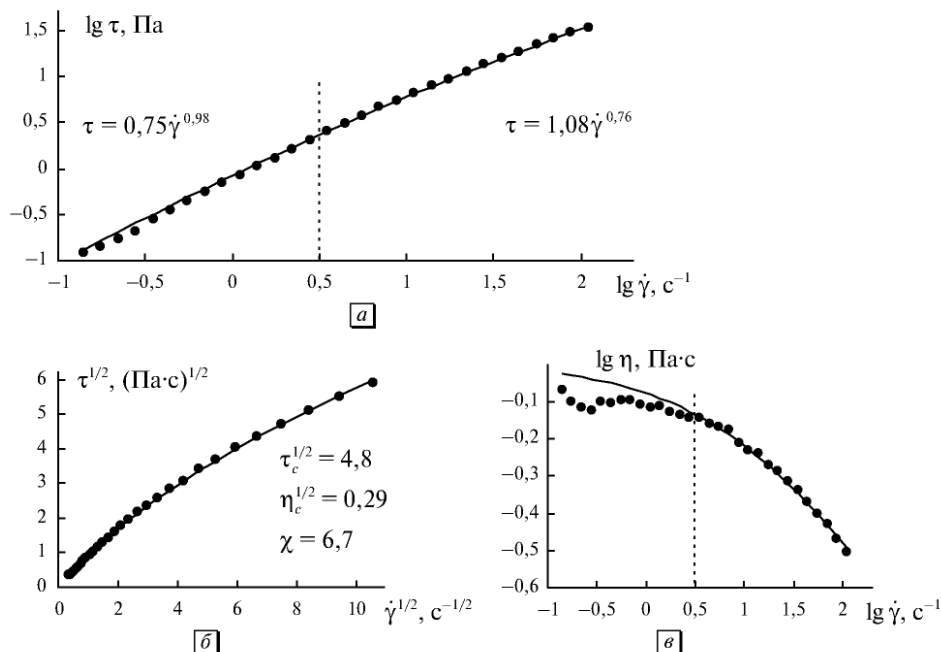 lg τ, Па
1,5
1
0,5
0
−0,5
−1
τ = 0,75γ̇^0,98
τ = 1,08γ̇^0,76
−1 −0,5 0 0,5 1 1,5 2
lg γ̇, с^−1
а
τ^1/2, (Па·с)^1/2
6
5
4
3
2
1
0
τ_c^1/2 = 4,8
η_c^1/2 = 0,29
χ = 6,7
0 2 4 6 8 10
γ̇^1/2, с^−1/2
б
lg η, Па·с
−0,1
−0,2
−0,3
−0,4
−0,5
−0,6
−1 −0,5 0 0,5 1 1,5 2
lg γ̇, с^−1
в